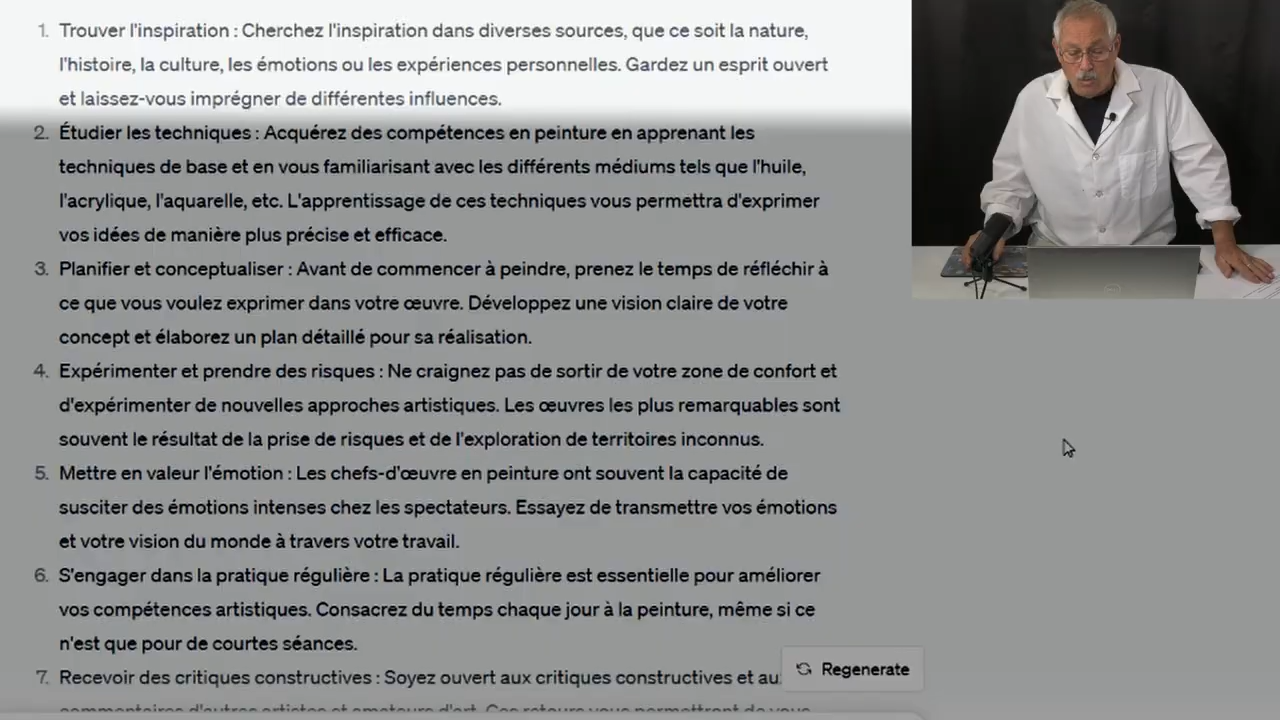 1. Trouver l'inspiration : Cherchez l'inspiration dans diverses sources, que ce soit la nature,
l'histoire, la culture, les émotions ou les expériences personnelles. Gardez un esprit ouvert
et laissez-vous imprégner de différentes influences.
2. Étudier les techniques : Acquérez des compétences en peinture en apprenant les
techniques de base et en vous familiarisant avec les différents médiums tels que l'huile,
l'acrylique, l'aquarelle, etc. L'apprentissage de ces techniques vous permettra d'exprimer
vos idées de manière plus précise et efficace.
3. Planifier et conceptualiser : Avant de commencer à peindre, prenez le temps de réfléchir à
ce que vous voulez exprimer dans votre œuvre. Développez une vision claire de votre
concept et élaborez un plan détaillé pour sa réalisation.
4. Expérimenter et prendre des risques : Ne craignez pas de sortir de votre zone de confort et
d'expérimenter de nouvelles approches artistiques. Les œuvres les plus remarquables sont
souvent le résultat de la prise de risques et de l'exploration de territoires inconnus.
5. Mettre en valeur l'émotion : Les chefs-d'œuvre en peinture ont souvent la capacité de
susciter des émotions intenses chez les spectateurs. Essayez de transmettre vos émotions
et votre vision du monde à travers votre travail.
6. S'engager dans la pratique régulière : La pratique régulière est essentielle pour améliorer
vos compétences artistiques. Consacrez du temps chaque jour à la peinture, même si ce
n'est que pour de courtes séances.
7. Recevoir des critiques constructives : Soyez ouvert aux critiques constructives et au
Regenerate
commentaires d'autres artistes et amateurs d'art. Ces retours vous permettront de vous